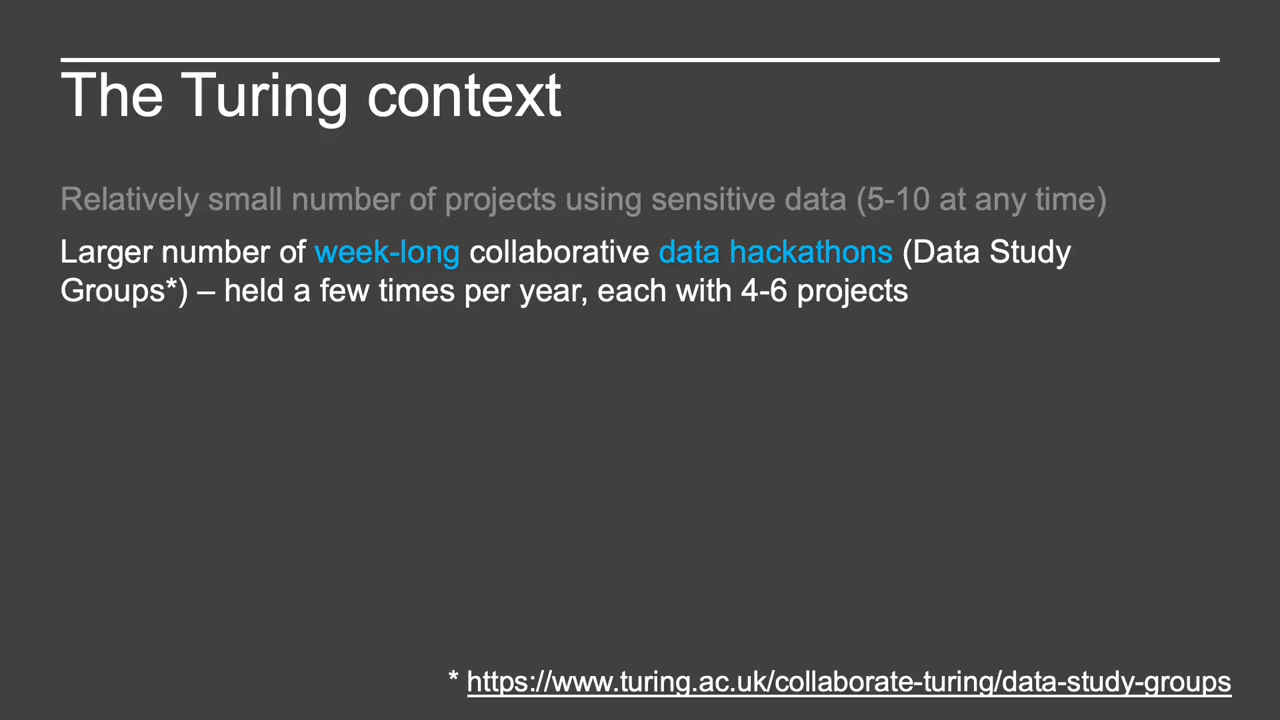 The Turing context
Relatively small number of projects using sensitive data (5-10 at any time)
Larger number of week-long collaborative data hackathons (Data Study
Groups*) – held a few times per year, each with 4-6 projects
* https://www.turing.ac.uk/collaborate-turing/data-study-groups